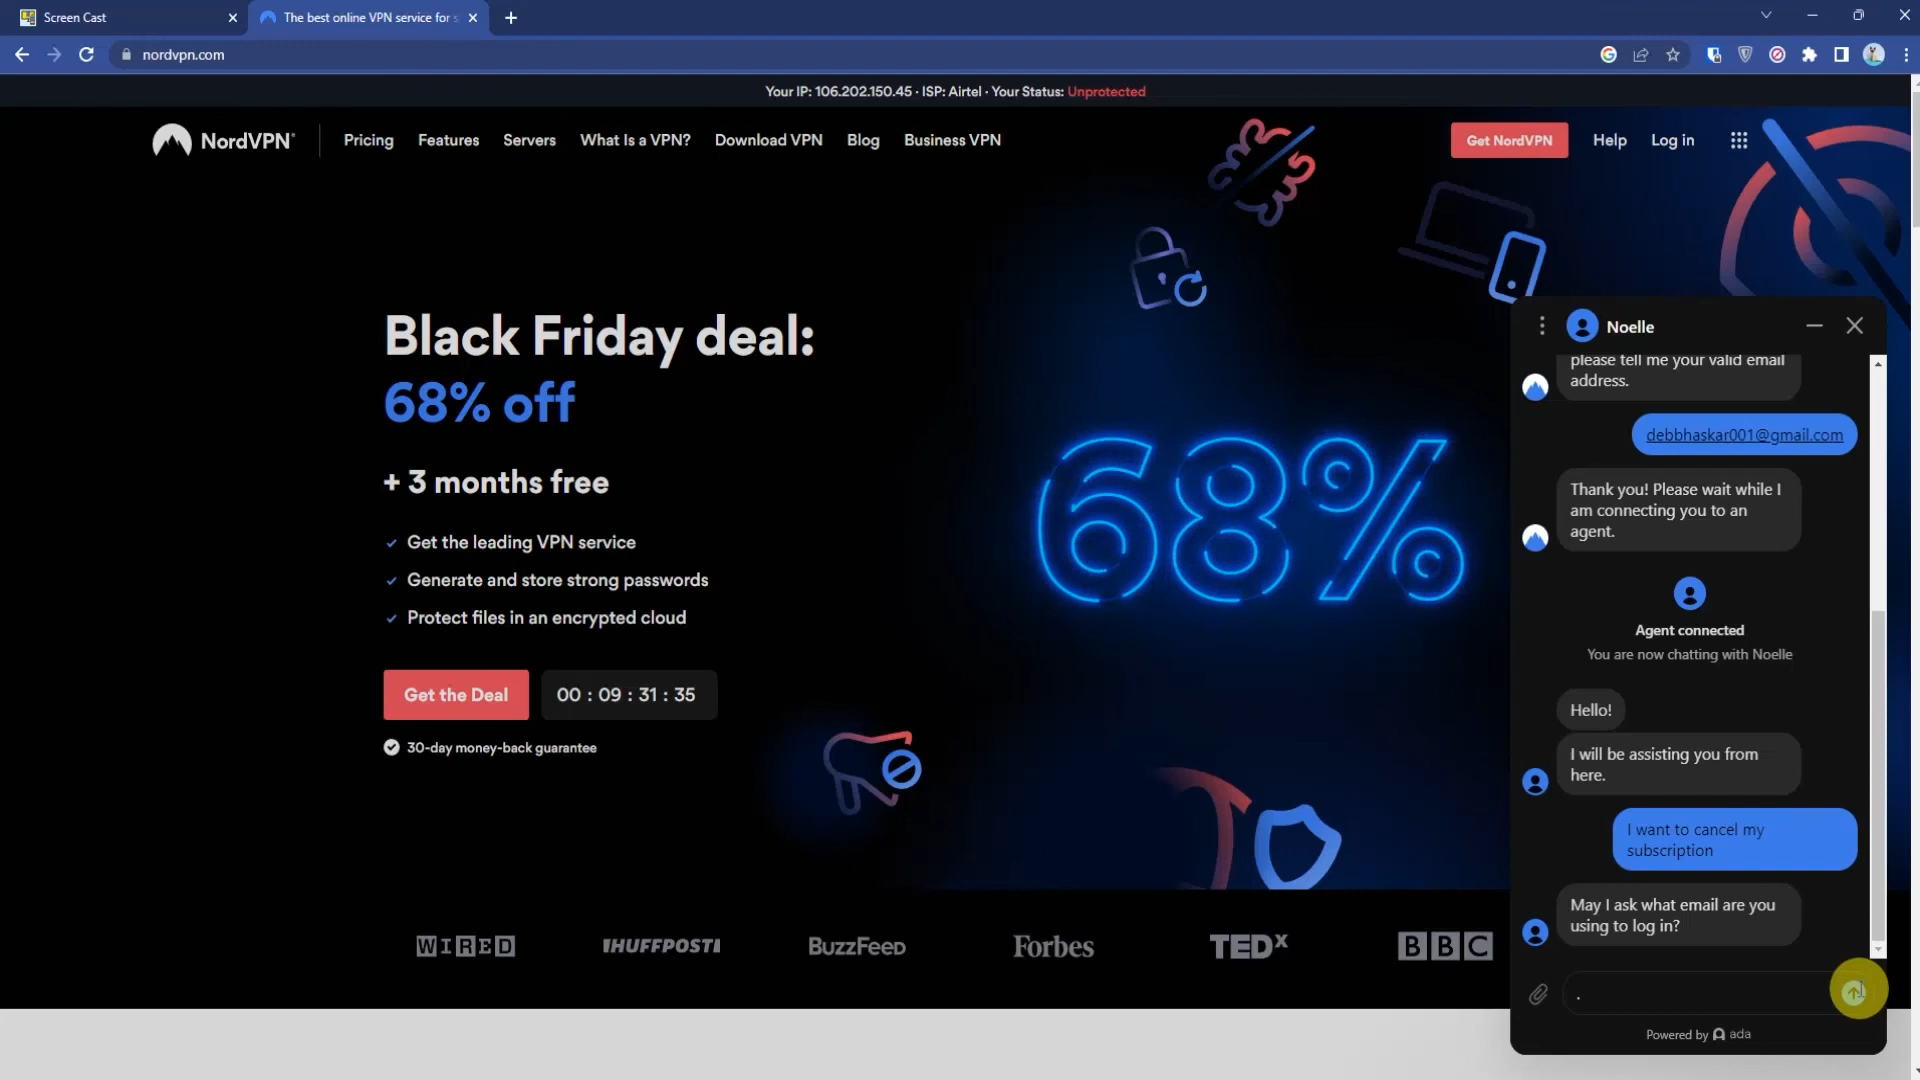 Screen Cast
The best online VPN service for s
nordvpn.com
Your IP: 106.202.150.45 · ISP: Airtel · Your Status: Unprotected
NordVPN®
Pricing
Features
Servers
What Is a VPN?
Download VPN
Blog
Business VPN
Get NordVPN
Help
Log in
Black Friday deal:
68% off
+ 3 months free
Get the leading VPN service
Generate and store strong passwords
Protect files in an encrypted cloud
Get the Deal
00 : 09 : 31 : 35
30-day money-back guarantee
68%
WIRED
HUFFPOST
BuzzFeed
Forbes
TEDx
BBC
Noelle
please tell me your valid email
address.
debbhaskar001@gmail.com
Thank you! Please wait while I
am connecting you to an
agent.
Agent connected
You are now chatting with Noelle
Hello!
I will be assisting you from
here.
I want to cancel my
subscription
May I ask what email are you
using to log in?
.
Powered by ada